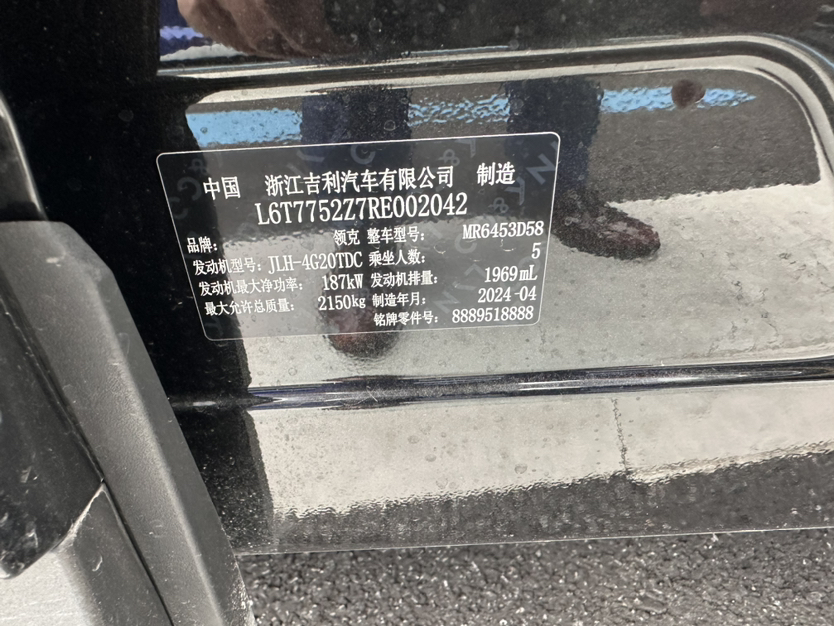 中国 浙江吉利汽车有限公司 制造
L6T7752Z7RE002042
品牌： 领克 整车型号： MR6453D58
发动机型号：JLH-4G20TDC 乘坐人数： 5
发动机最大净功率： 187kW 发动机排量： 1969mL
最大允许总质量： 2150kg 制造年月： 2024-04
铭牌零件号： 8889518888